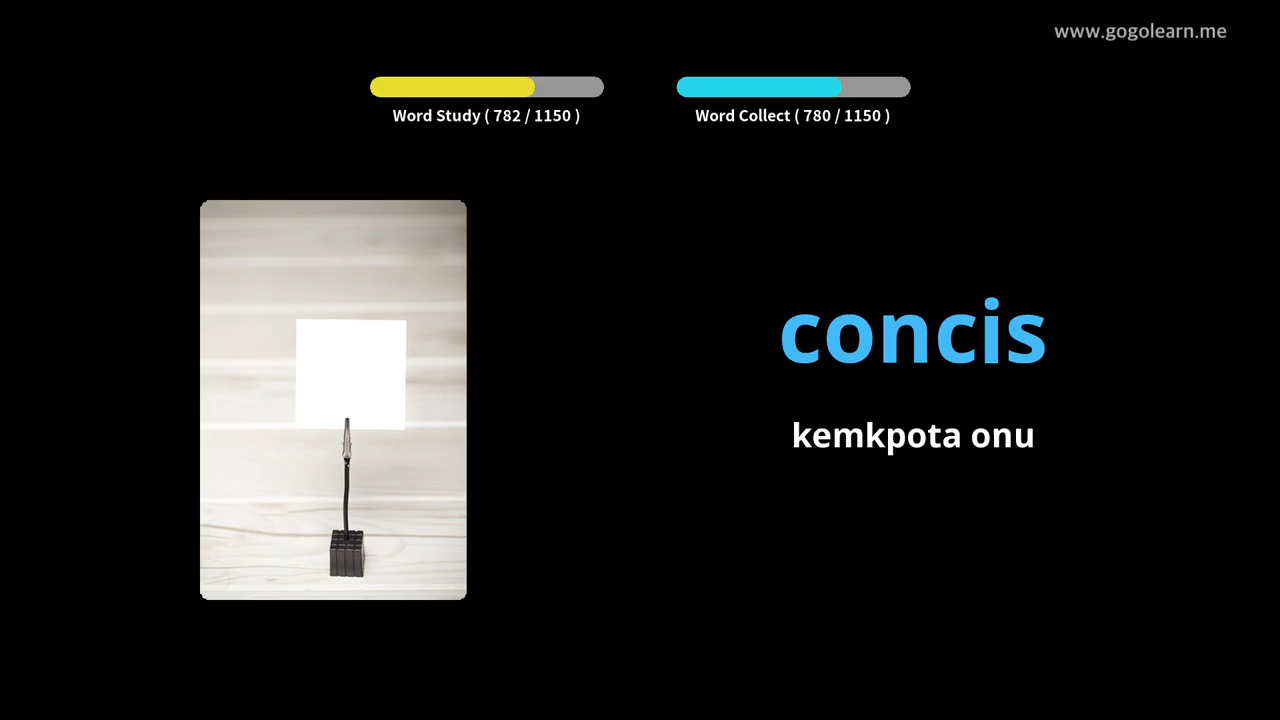 www.gogolearn.me
Word Study ( 782 / 1150 )
Word Collect ( 780 / 1150 )
concis
kemkpota onu